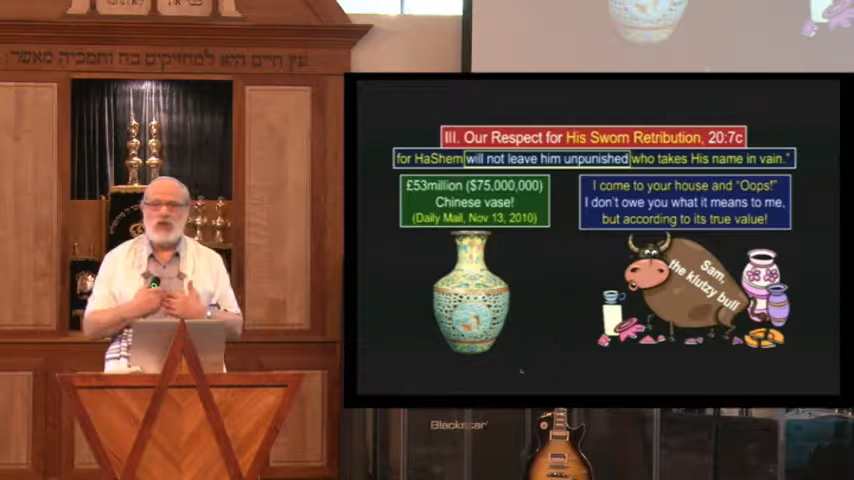 עץ חיים היא למחזיקים בה ותמכיה מאשר
III. Our Respect for His Sworn Retribution, 20:7c
for HaShem will not leave him unpunished who takes His name in vain."
£53million ($75,000,000)
Chinese vase!
(Daily Mail, Nov 13, 2010)
I come to your house and "Oops!"
I don't owe you what it means to me,
but according to its true value!
Sam,
the klutzy bull
Blackstar